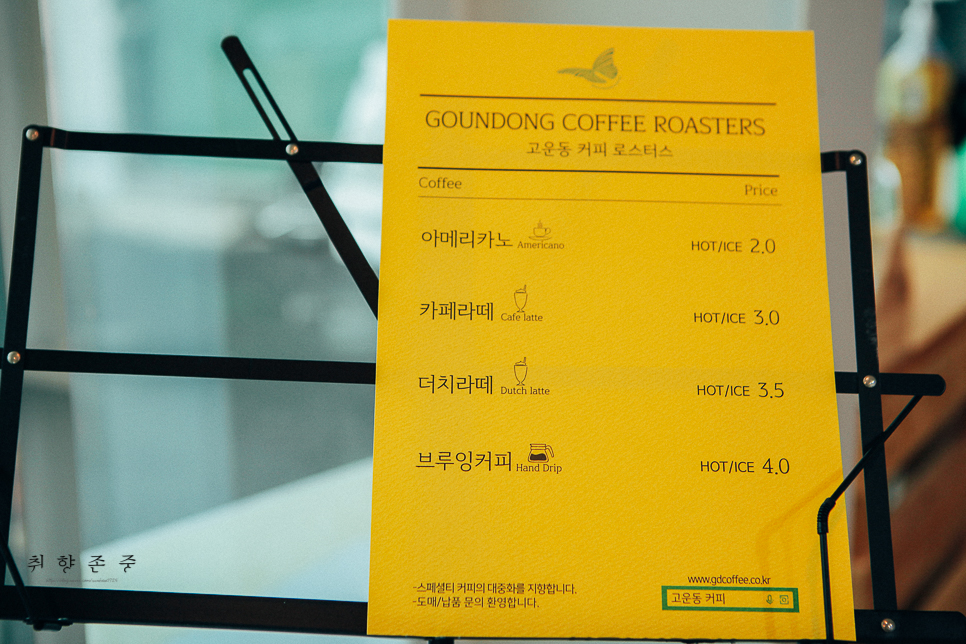 GOUNDONG COFFEE ROASTERS
고운동 커피 로스터스
Coffee Price
아메리카노 Americano HOT/ICE 2.0
카페라떼 Cafe latte HOT/ICE 3.0
더치라떼 Dutch latte HOT/ICE 3.5
브루잉커피 Hand Drip HOT/ICE 4.0
-스페셜티 커피의 대중화를 지향합니다.
-도매/납품 문의 환영합니다.
www.gdcoffee.co.kr
고운동 커피
취향존중